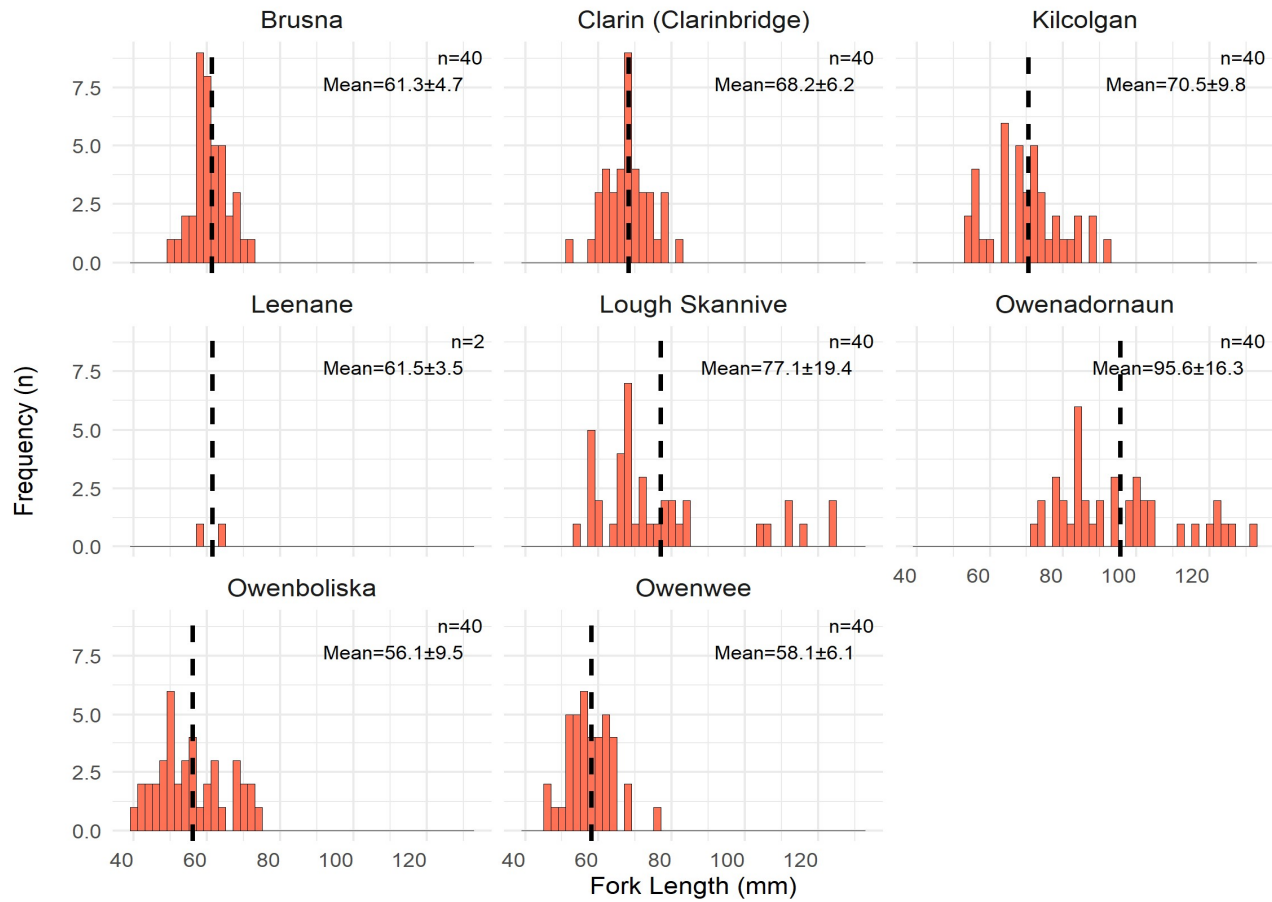 Brusna
Clarin (Clarinbridge)
Kilcolgan
n=40
Mean=61.3±4.7
n=40
Mean=68.2±6.2
n=40
Mean=70.5±9.8
7.5
5.0
2.5
0.0
Leenane
Lough Skannive
Owenadornaun
n=2
Mean=61.5±3.5
n=40
Mean=77.1±19.4
n=40
Mean=95.6±16.3
7.5
5.0
2.5
0.0
40 60 80 100 120
Owenboliska
Owenwee
n=40
Mean=56.1±9.5
n=40
Mean=58.1±6.1
7.5
5.0
2.5
0.0
40 60 80 100 120
40 60 80 100 120
Frequency (n)
Fork Length (mm)